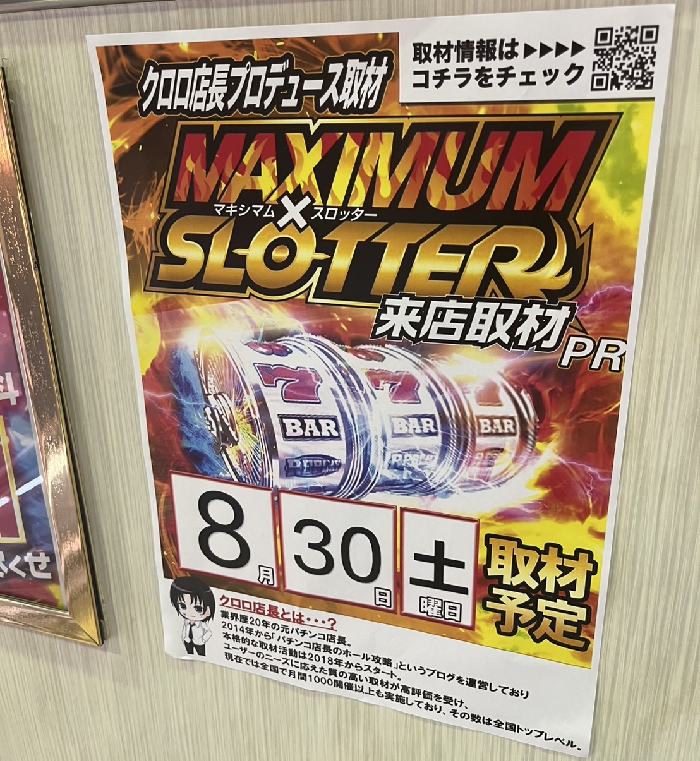 取材情報は▶▶▶▶
コチラをチェック
クロロ店長プロデュース取材
MAXIMUM
マキシマム×スロッター
SLOTTER
来店取材
PR
7 7 7
BAR BAR BAR
8月30日土曜日
取材
予定
クロロ店長とは・・・?
業界歴20年の元パチンコ店長。
2014年から「パチンコ店長のホール攻略」というブログを運営しており
本格的な取材活動は2018年からスタート。
ユーザーのニーズに応えた質の高い取材が高評価を受け、
現在では全国で月間1000開催以上も実施しており、その数は全国トップレベル。
くせ